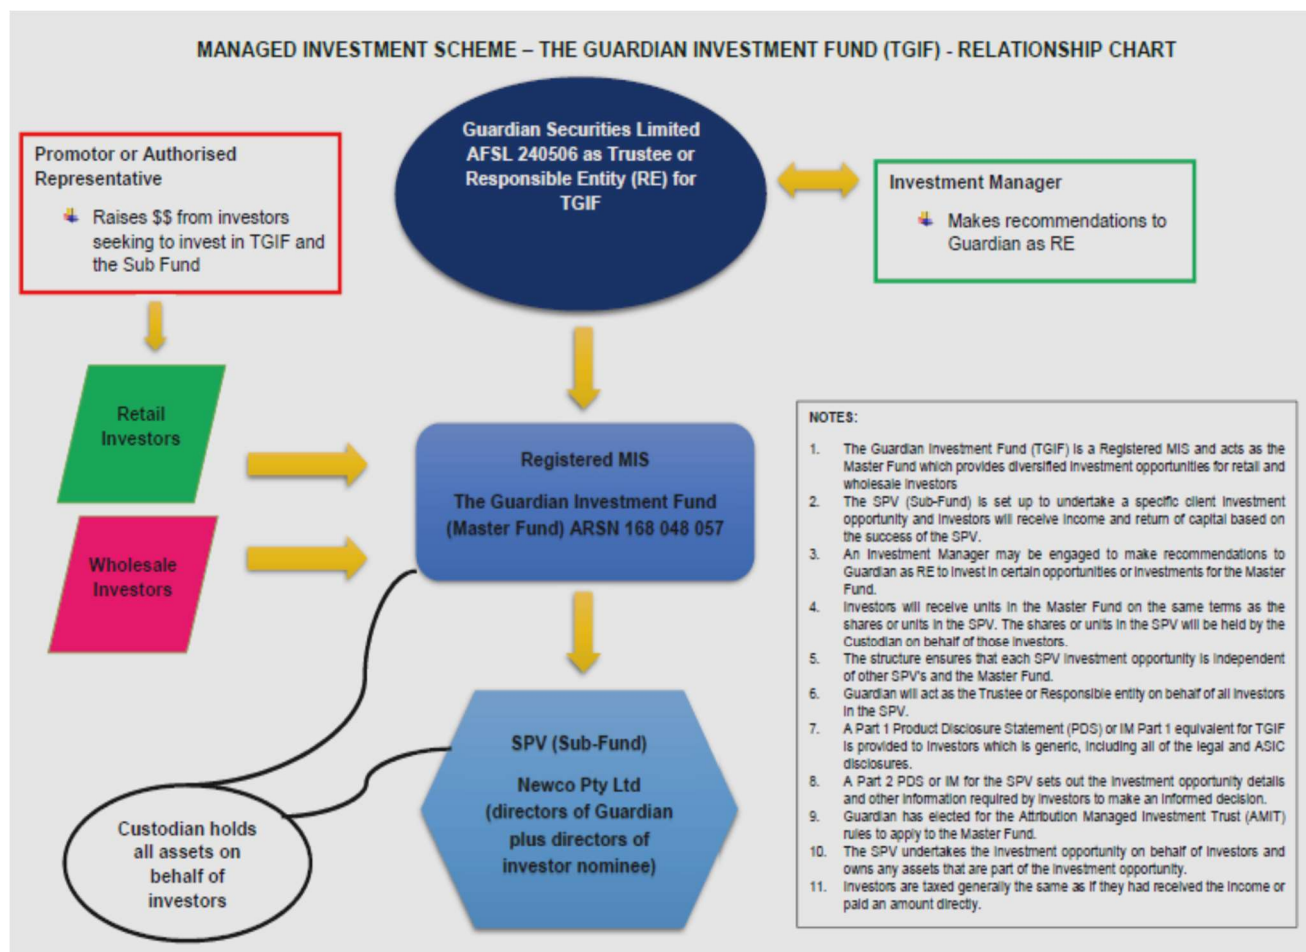 MANAGED INVESTMENT SCHEME – THE GUARDIAN INVESTMENT FUND (TGIF) - RELATIONSHIP CHART
Guardian Securities Limited
AFSL 240506 as Trustee or
Responsible Entity (RE) for
TGIF
Promotor or Authorised
Representative
Raises $$ from investors
seeking to invest in TGIF and
the Sub Fund
Investment Manager
Makes recommendations to
Guardian as RE
Retail
Investors
Wholesale
Investors
Registered MIS
The Guardian Investment Fund
(Master Fund) ARSN 168 048 057
SPV (Sub-Fund)
Newco Pty Ltd
(directors of Guardian
plus directors of
investor nominee)
Custodian holds
all assets on
behalf of
investors
NOTES:
1. The Guardian Investment Fund (TGIF) is a Registered MIS and acts as the
Master Fund which provides diversified investment opportunities for retail and
wholesale investors
2. The SPV (Sub-Fund) is set up to undertake a specific client investment
opportunity and investors will receive income and return of capital based on
the success of the SPV.
3. An Investment Manager may be engaged to make recommendations to
Guardian as RE to invest in certain opportunities or investments for the Master
Fund.
4. Investors will receive units in the Master Fund on the same terms as the
shares or units in the SPV. The shares or units in the SPV will be held by the
Custodian on behalf of those investors.
5. The structure ensures that each SPV investment opportunity is independent
of other SPV's and the Master Fund.
6. Guardian will act as the Trustee or Responsible entity on behalf of all investors
in the SPV.
7. A Part 1 Product Disclosure Statement (PDS) or IM Part 1 equivalent for TGIF
is provided to investors which is generic, including all of the legal and ASIC
disclosures.
8. A Part 2 PDS or IM for the SPV sets out the investment opportunity details
and other information required by investors to make an informed decision.
9. Guardian has elected for the Attribution Managed Investment Trust (AMIT)
rules to apply to the Master Fund.
10. The SPV undertakes the investment opportunity on behalf of investors and
owns any assets that are part of the investment opportunity.
11. Investors are taxed generally the same as if they had received the income or
paid an amount directly.